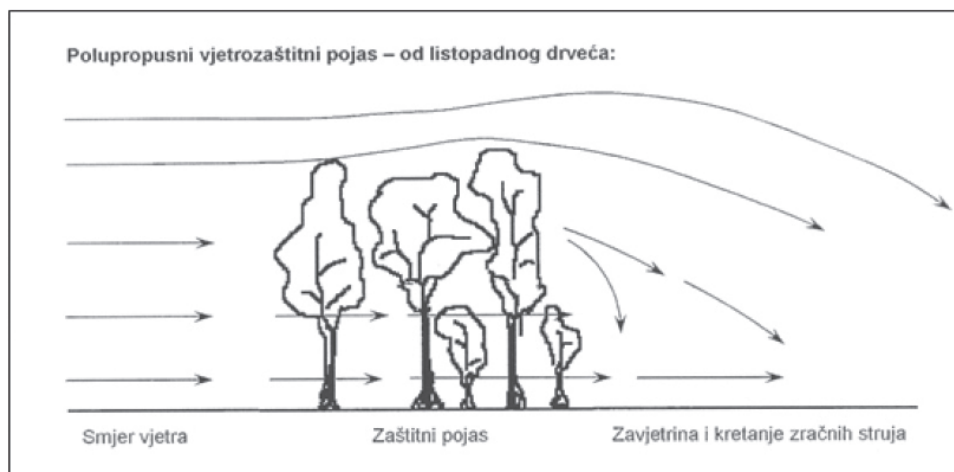 Polupropusni vjetrozaštitni pojas – od listopadnog drveća:
Smjer vjetra
Zaštitni pojas
Zavjetrina i kretanje zračnih struja